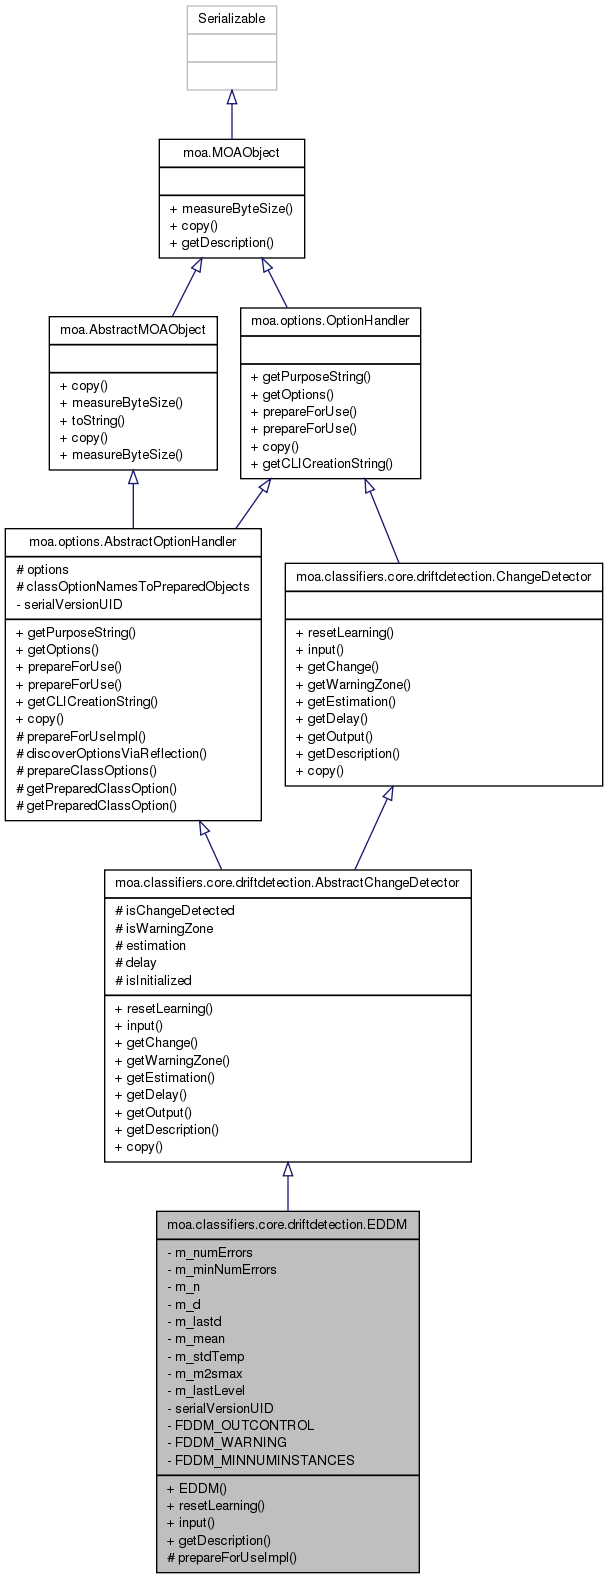 Serializable
moa.MOAObject
+ measureByteSize()
+ copy()
+ getDescription()
moa.AbstractMOAObject
+ copy()
+ measureByteSize()
+ toString()
+ copy()
+ measureByteSize()
moa.options.OptionHandler
+ getPurposeString()
+ getOptions()
+ prepareForUse()
+ prepareForUse()
+ copy()
+ getCLICreationString()
moa.options.AbstractOptionHandler
# options
# classOptionNamesToPreparedObjects
- serialVersionUID
+ getPurposeString()
+ getOptions()
+ prepareForUse()
+ prepareForUse()
+ getCLICreationString()
+ copy()
# prepareForUseImpl()
# discoverOptionsViaReflection()
# prepareClassOptions()
# getPreparedClassOption()
# getPreparedClassOption()
moa.classifiers.core.driftdetection.ChangeDetector
+ resetLearning()
+ input()
+ getChange()
+ getWarningZone()
+ getEstimation()
+ getDelay()
+ getOutput()
+ getDescription()
+ copy()
moa.classifiers.core.driftdetection.AbstractChangeDetector
# isChangeDetected
# isWarningZone
# estimation
# delay
# isInitialized
+ resetLearning()
+ input()
+ getChange()
+ getWarningZone()
+ getEstimation()
+ getDelay()
+ getOutput()
+ getDescription()
+ copy()
moa.classifiers.core.driftdetection.EDDM
- m_numErrors
- m_minNumErrors
- m_n
- m_d
- m_lastd
- m_mean
- m_stdTemp
- m_m2smax
- m_lastLevel
- serialVersionUID
- FDDM_OUTCONTROL
- FDDM_WARNING
- FDDM_MINNUMINSTANCES
+ EDDM()
+ resetLearning()
+ input()
+ getDescription()
# prepareForUseImpl()